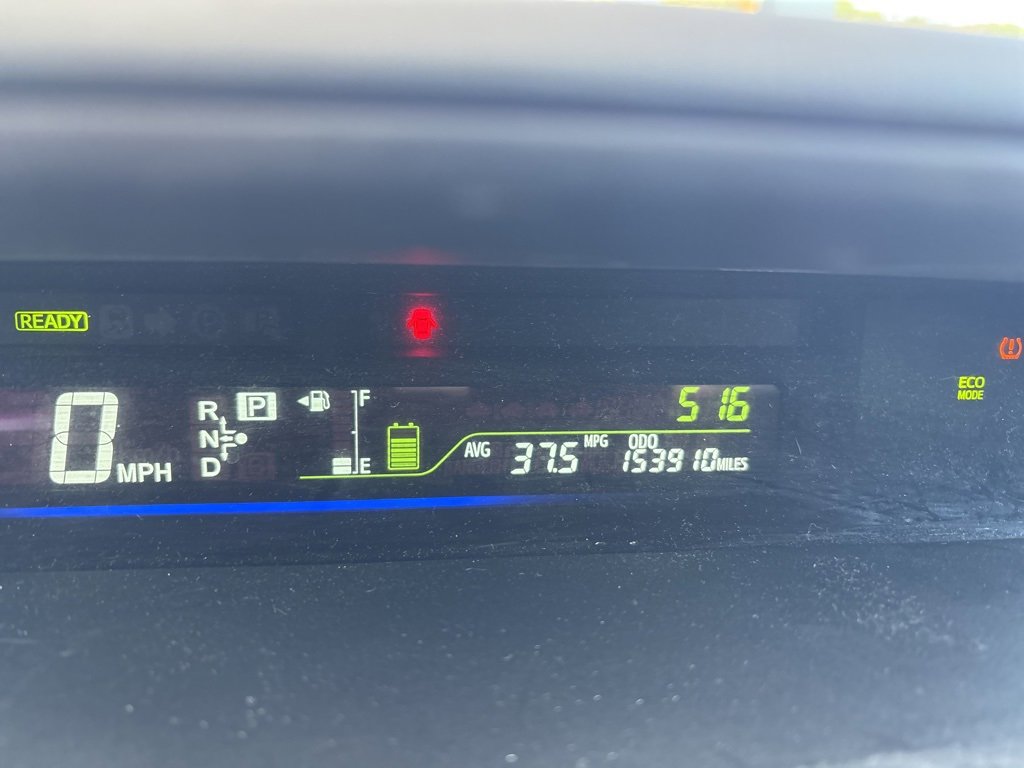 READY
ECO
MODE
0 MPH
R P
N
D
F
E
5 16
AVG 37.5 MPG ODO 153910 MILES